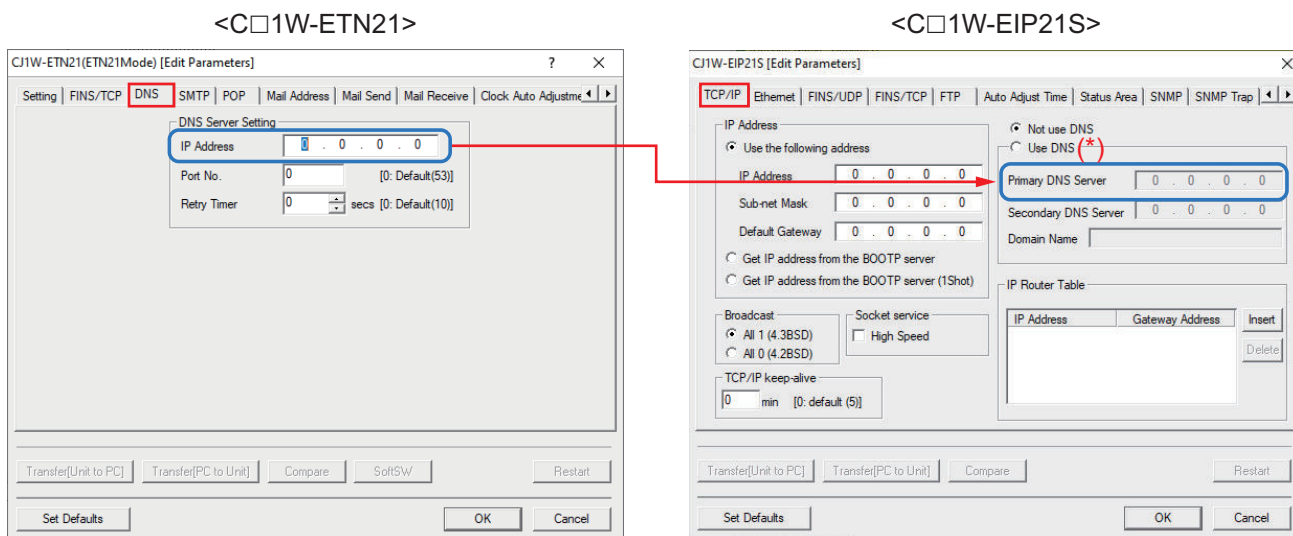 <C□1W-ETN21>
CJ1W-ETN21(ETN21Mode) [Edit Parameters]
? ×
Setting FINS/TCP DNS SMTP POP Mail Address Mail Send Mail Receive Clock Auto Adjustme
DNS Server Setting
IP Address 0 . 0 . 0 . 0
Port No. 0 [0: Default(53)]
Retry Timer 0 secs [0: Default(10)]
Transfer[Unit to PC] Transfer[PC to Unit] Compare SoftSW Restart
Set Defaults OK Cancel
<C□1W-EIP21S>
CJ1W-EIP21S [Edit Parameters]
×
TCP/IP Ethernet FINS/UDP FINS/TCP FTP Auto Adjust Time Status Area SNMP SNMP Trap
IP Address
Use the following address
IP Address 0 . 0 . 0 . 0
Sub-net Mask 0 . 0 . 0 . 0
Default Gateway 0 . 0 . 0 . 0
Get IP address from the BOOTP server
Get IP address from the BOOTP server (1Shot)
Broadcast
All 1 (4.3BSD)
All 0 (4.2BSD)
Socket service
High Speed
TCP/IP keep-alive
0 min [0: default (5)]
Not use DNS
Use DNS (*)
Primary DNS Server 0 . 0 . 0 . 0
Secondary DNS Server 0 . 0 . 0 . 0
Domain Name
IP Router Table
IP Address Gateway Address
Insert
Delete
Transfer[Unit to PC] Transfer[PC to Unit] Compare Restart
Set Defaults OK Cancel